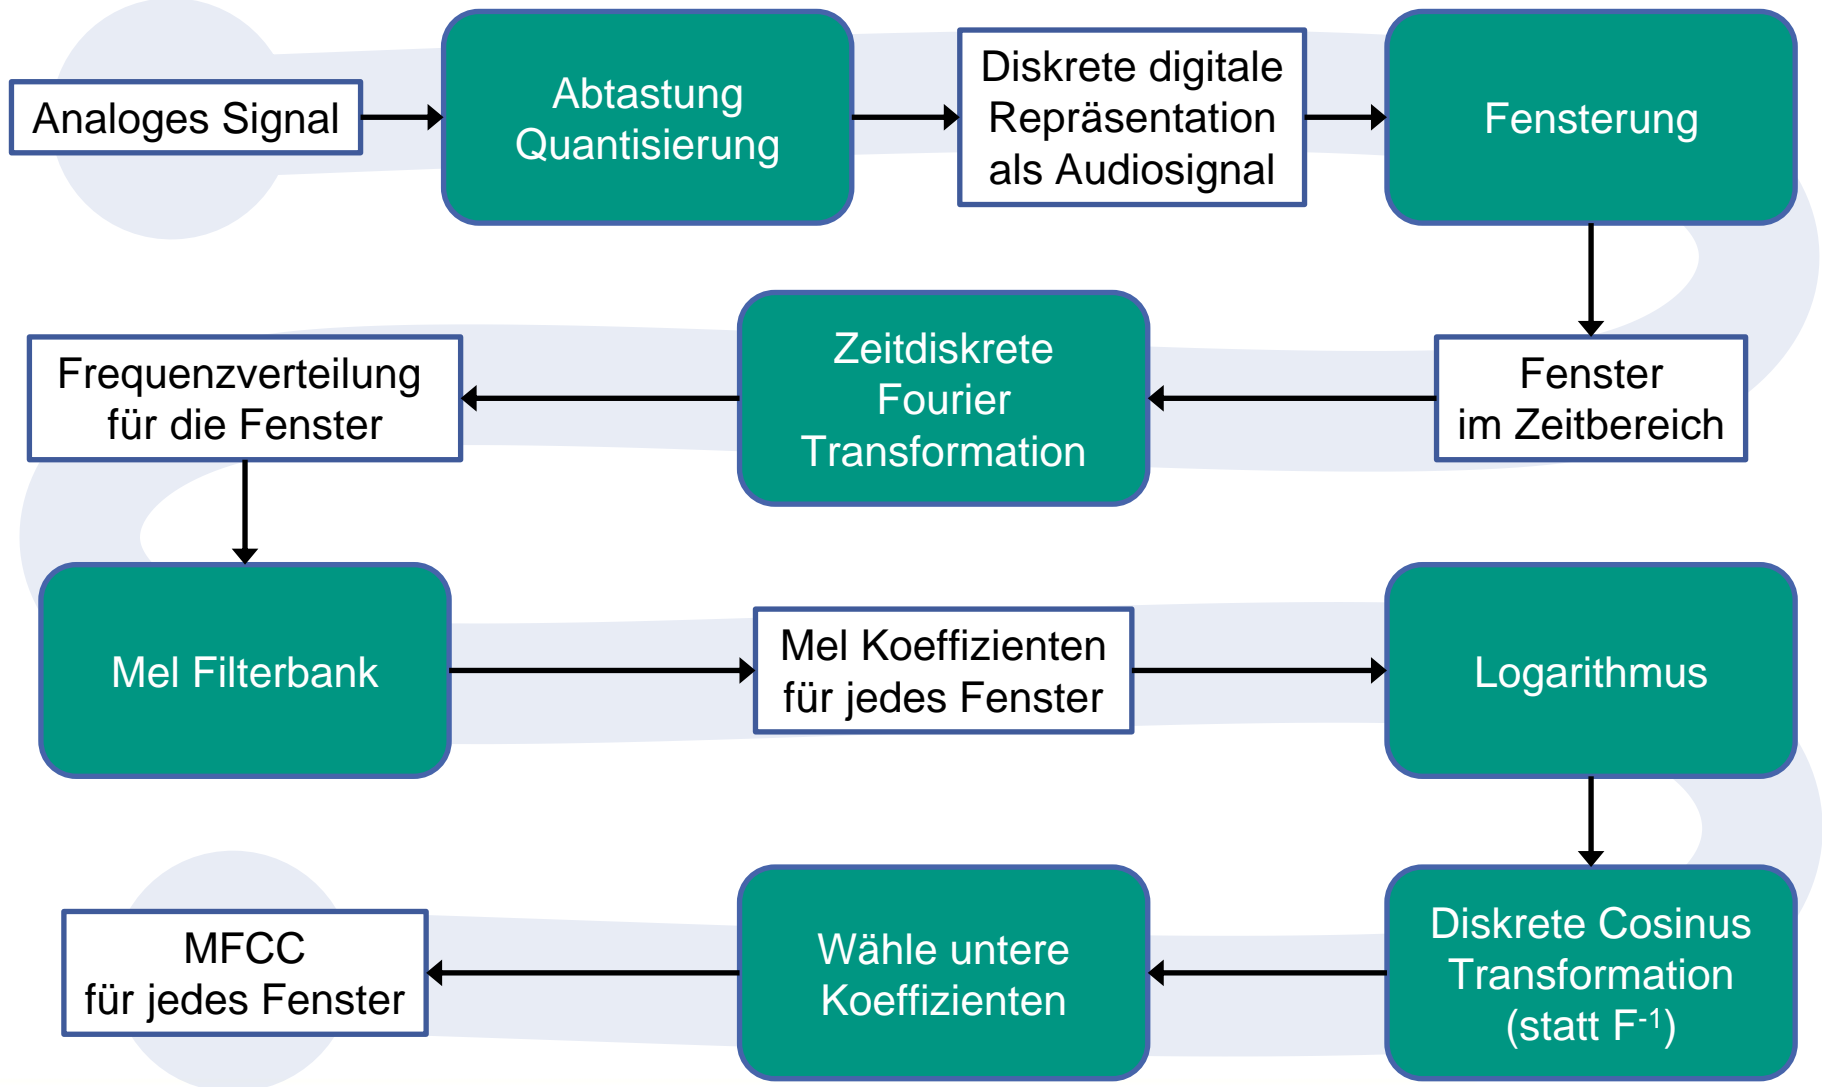 Analoges Signal
Abtastung
Quantisierung
Diskrete digitale
Repräsentation
als Audiosignal
Fensterung
Fenster
im Zeitbereich
Zeitdiskrete
Fourier
Transformation
Frequenzverteilung
für die Fenster
Mel Filterbank
Mel Koeffizienten
für jedes Fenster
Logarithmus
Diskrete Cosinus
Transformation
(statt F⁻¹)
Wähle untere
Koeffizienten
MFCC
für jedes Fenster